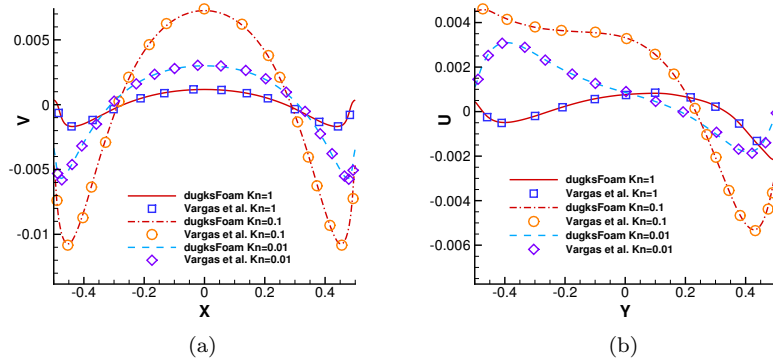 0.005
0
-0.005
-0.01
V
-0.4 -0.2 0 0.2 0.4
X
dugksFoam Kn=1
Vargas et al. Kn=1
dugksFoam Kn=0.1
Vargas et al. Kn=0.1
dugksFoam Kn=0.01
Vargas et al. Kn=0.01
(a)
0.004
0.002
0
-0.002
-0.004
-0.006
U
-0.4 -0.2 0 0.2 0.4
Y
dugksFoam Kn=1
Vargas et al. Kn=1
dugksFoam Kn=0.1
Vargas et al. Kn=0.1
dugksFoam Kn=0.01
Vargas et al. Kn=0.01
(b)